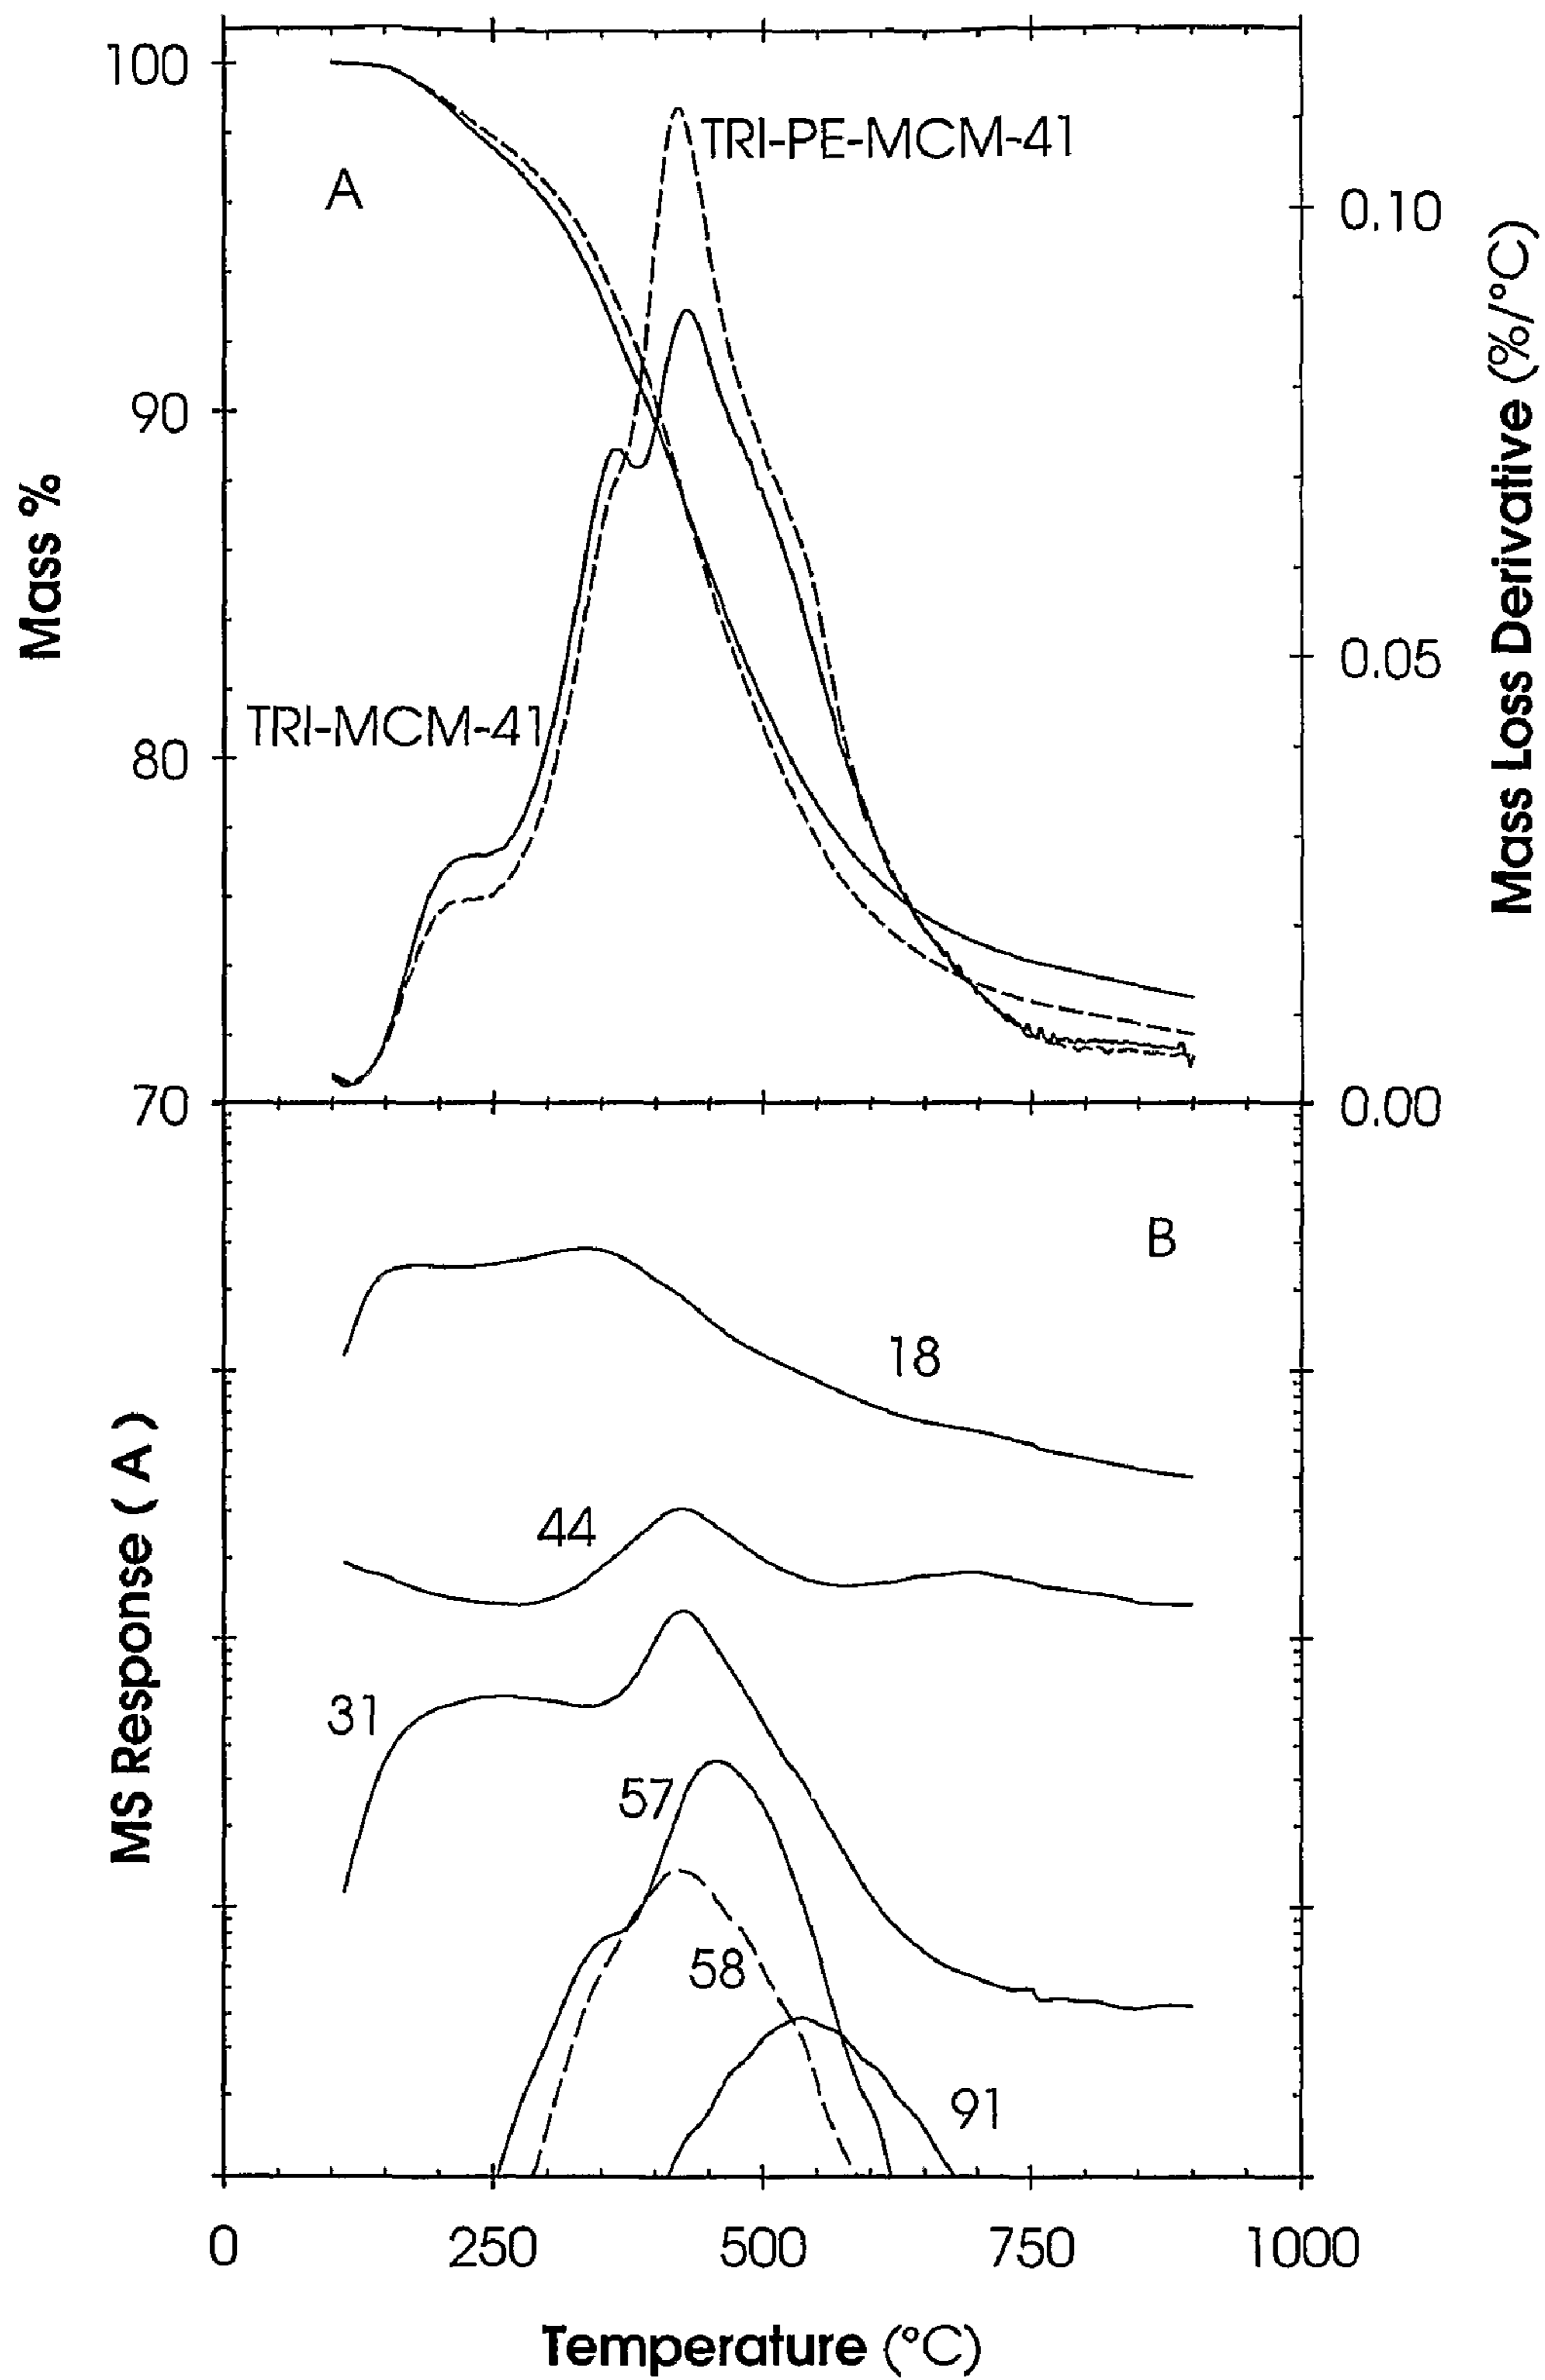 100
TRI-PE-MCM-41
A
0.10
90
Mass %
Mass Loss Derivative (%/°C)
0.05
TRI-MCM-41
80
70
0.00
B
18
MS Response ( A )
44
31
57
58
91
0
250
500
750
1000
Temperature (°C)